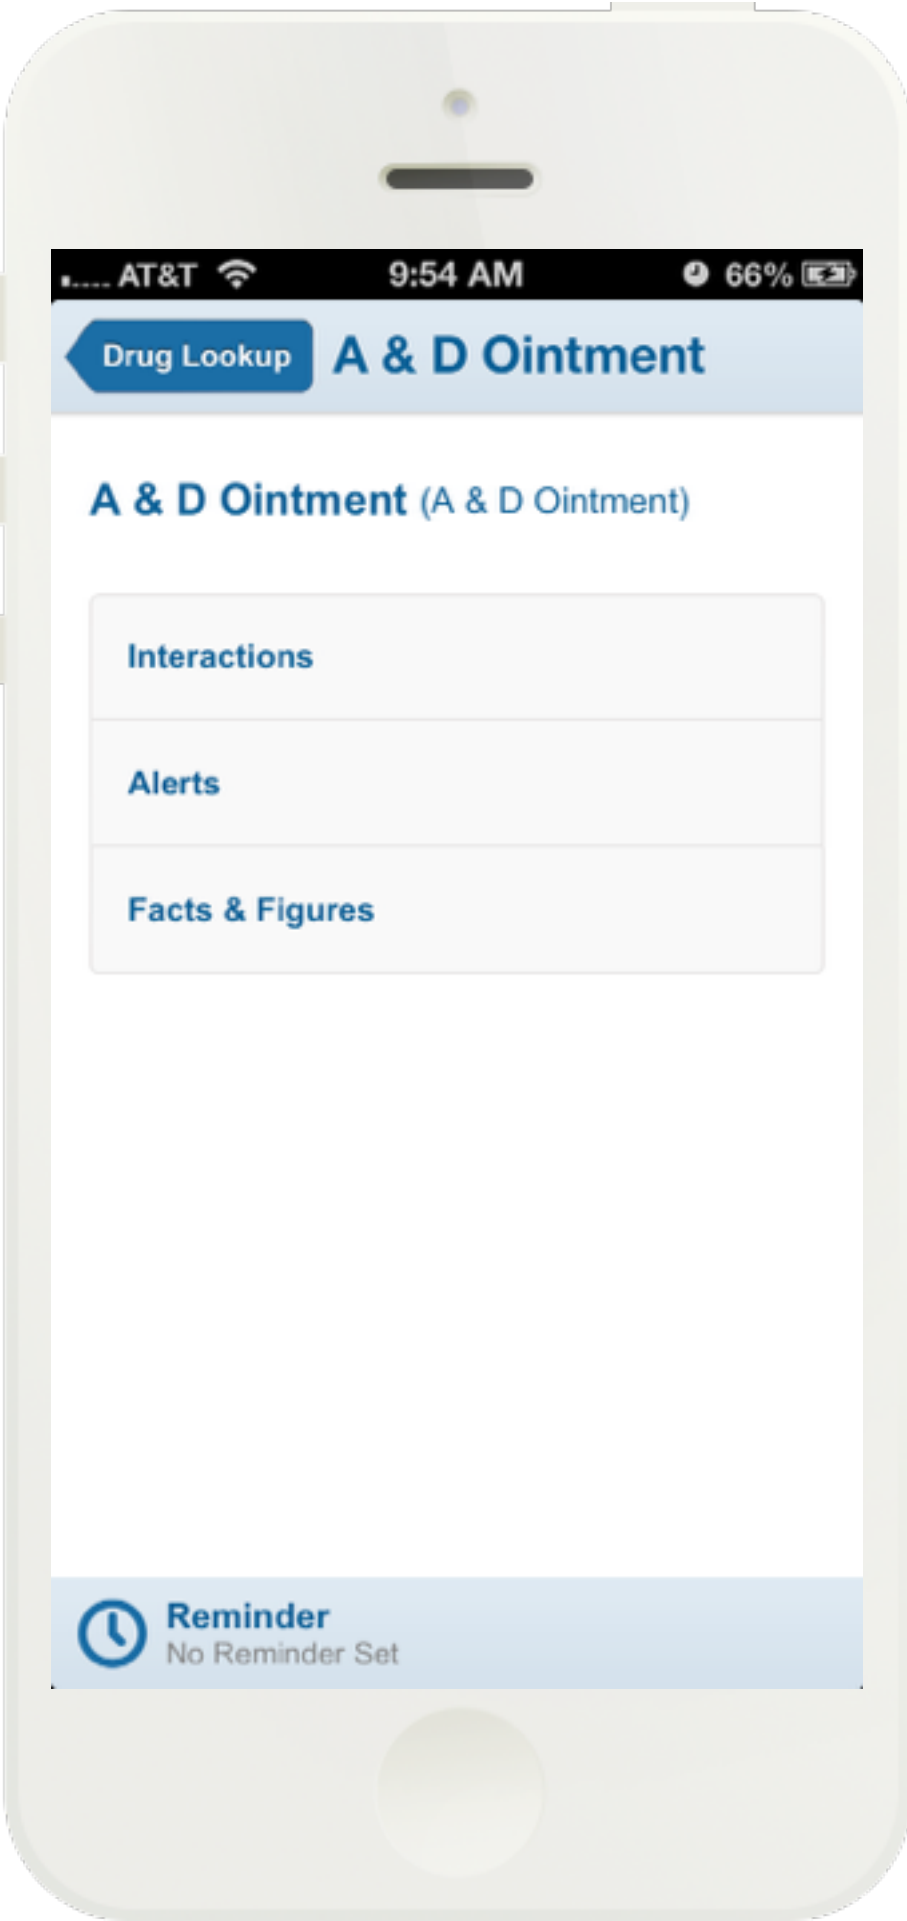 AT&T 9:54 AM 66%
Drug Lookup A & D Ointment
A & D Ointment (A & D Ointment)
Interactions
Alerts
Facts & Figures
Reminder
No Reminder Set